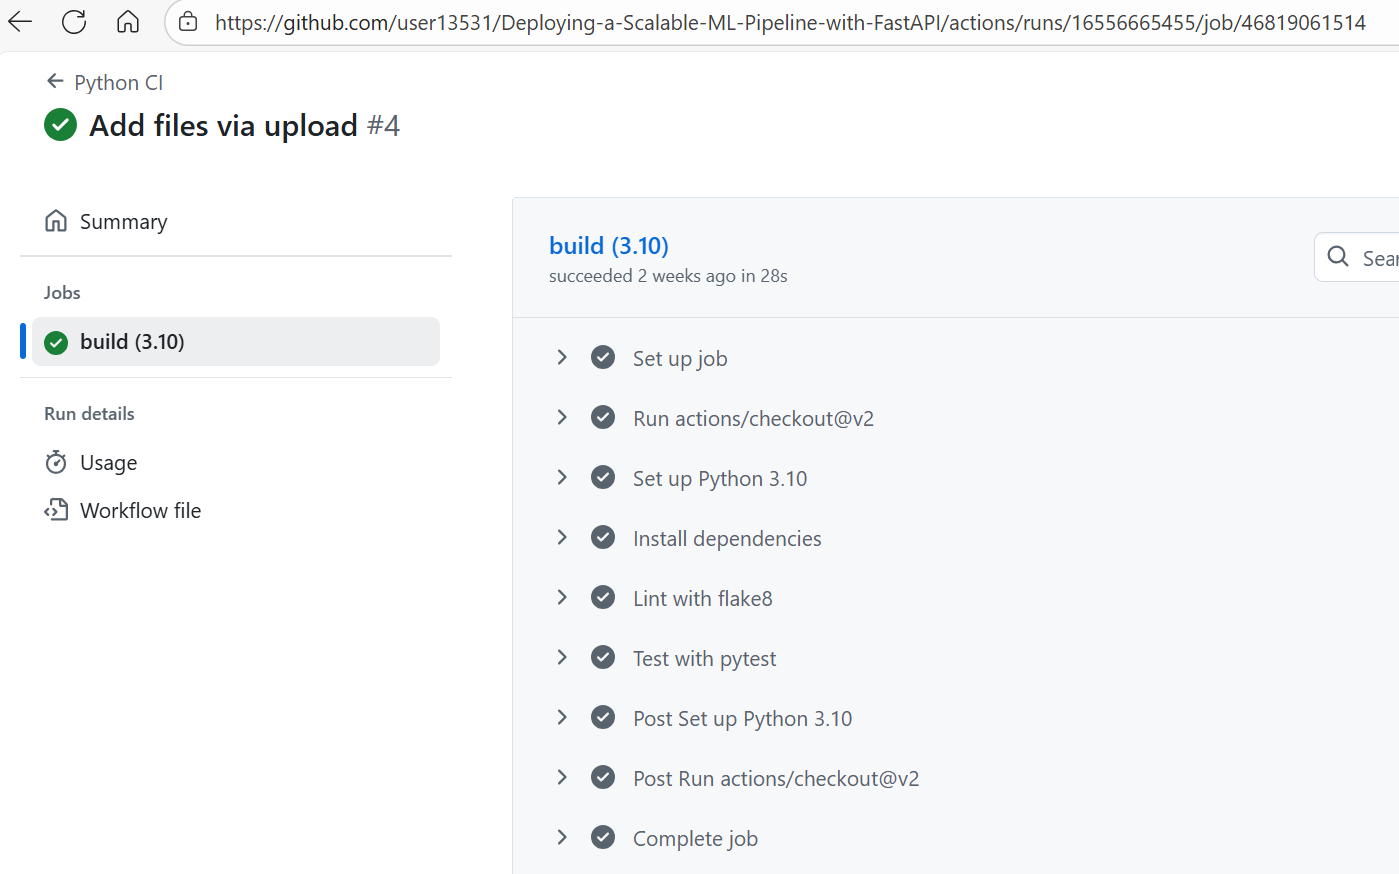 https://github.com/user13531/Deploying-a-Scalable-ML-Pipeline-with-FastAPI/actions/runs/16556665455/job/46819061514
Python CI
Add files via upload #4
Summary
Jobs
build (3.10)
Run details
Usage
Workflow file
build (3.10)
succeeded 2 weeks ago in 28s
Sear
Set up job
Run actions/checkout@v2
Set up Python 3.10
Install dependencies
Lint with flake8
Test with pytest
Post Set up Python 3.10
Post Run actions/checkout@v2
Complete job